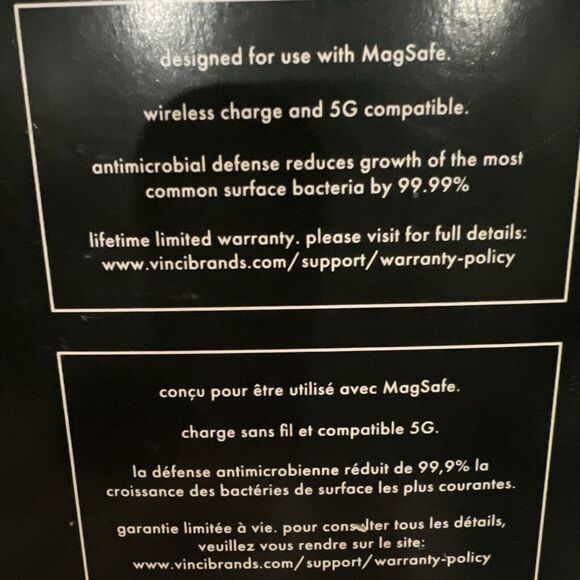 designed for use with MagSafe.
wireless charge and 5G compatible.
antimicrobial defense reduces growth of the most
common surface bacteria by 99.99%
lifetime limited warranty. please visit for full details:
www.vincibrands.com/support/warranty-policy
conçu pour être utilisé avec MagSafe.
charge sans fil et compatible 5G.
la défense antimicrobienne réduit de 99,9% la
croissance des bactéries de surface les plus courantes.
garantie limitée à vie. pour consulter tous les détails,
veuillez vous rendre sur le site:
www.vincibrands.com/support/warranty-policy